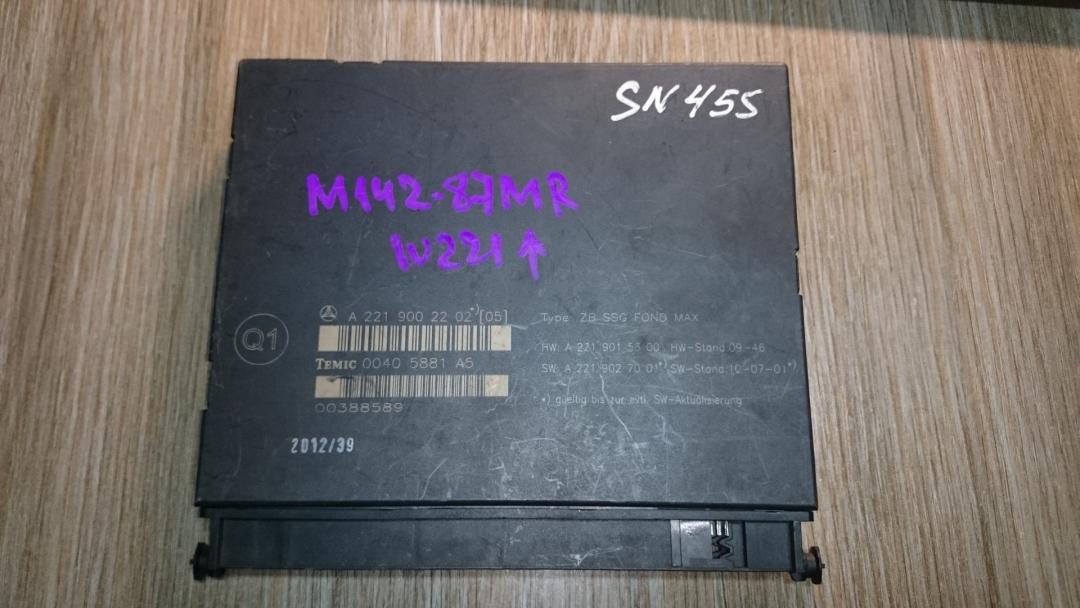 SN 455
M142-87MR
W221↑
A 221 900 22 02*)[05]
Type: ZB SSG FOND MAX
Q1
HW: A 221 901 53 00 HW-Stand: 09-46
TEMIC 0040 5881 A5
SW: A 221 902 70 01*) SW-Stand: 10-07-01*)
*) gueltig bis zur evtl. SW-Aktualisierung
00388589
2012/39